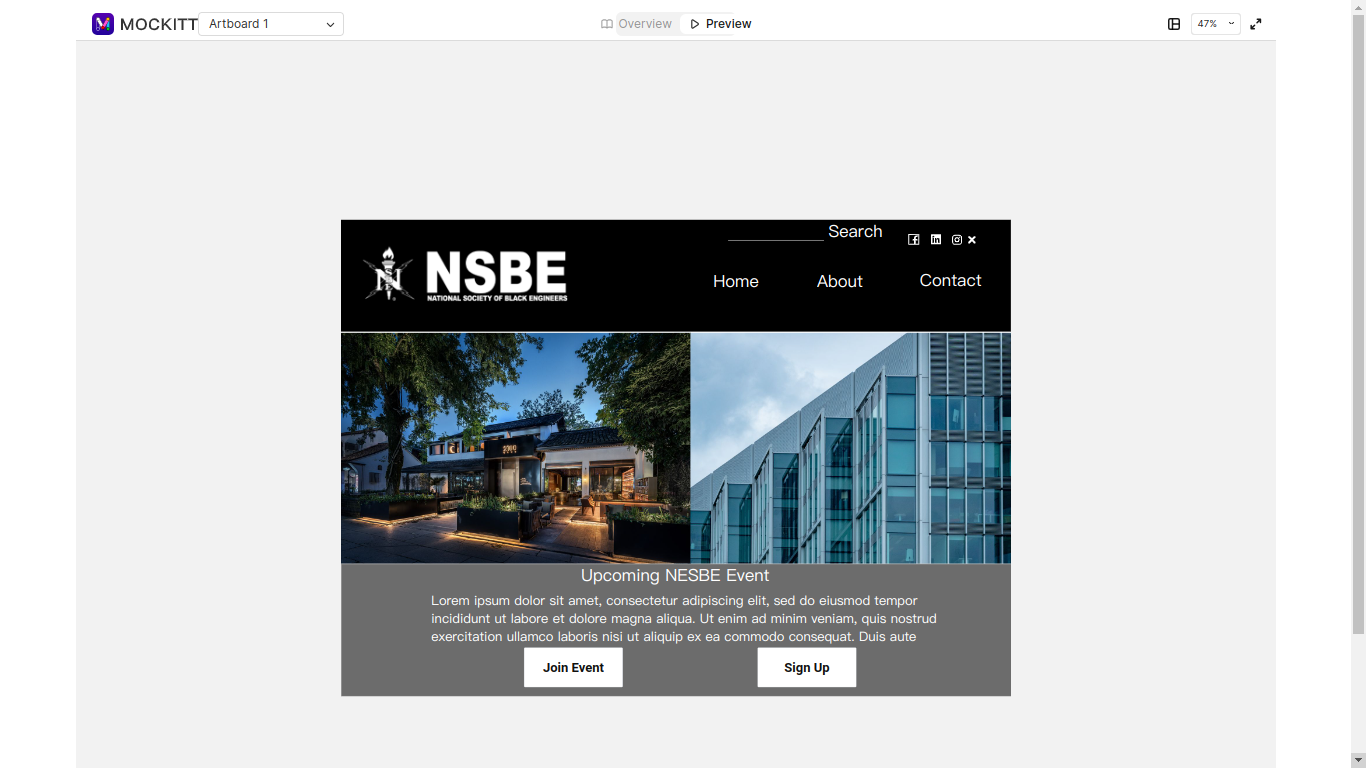 MOCKITT
Artboard 1
Overview
Preview
47%
Search
NSBE
NATIONAL SOCIETY OF BLACK ENGINEERS
Home
About
Contact
Upcoming NESBE Event
Lorem ipsum dolor sit amet, consectetur adipiscing elit, sed do eiusmod tempor
incididunt ut labore et dolore magna aliqua. Ut enim ad minim veniam, quis nostrud
exercitation ullamco laboris nisi ut aliquip ex ea commodo consequat. Duis aute
Join Event
Sign Up